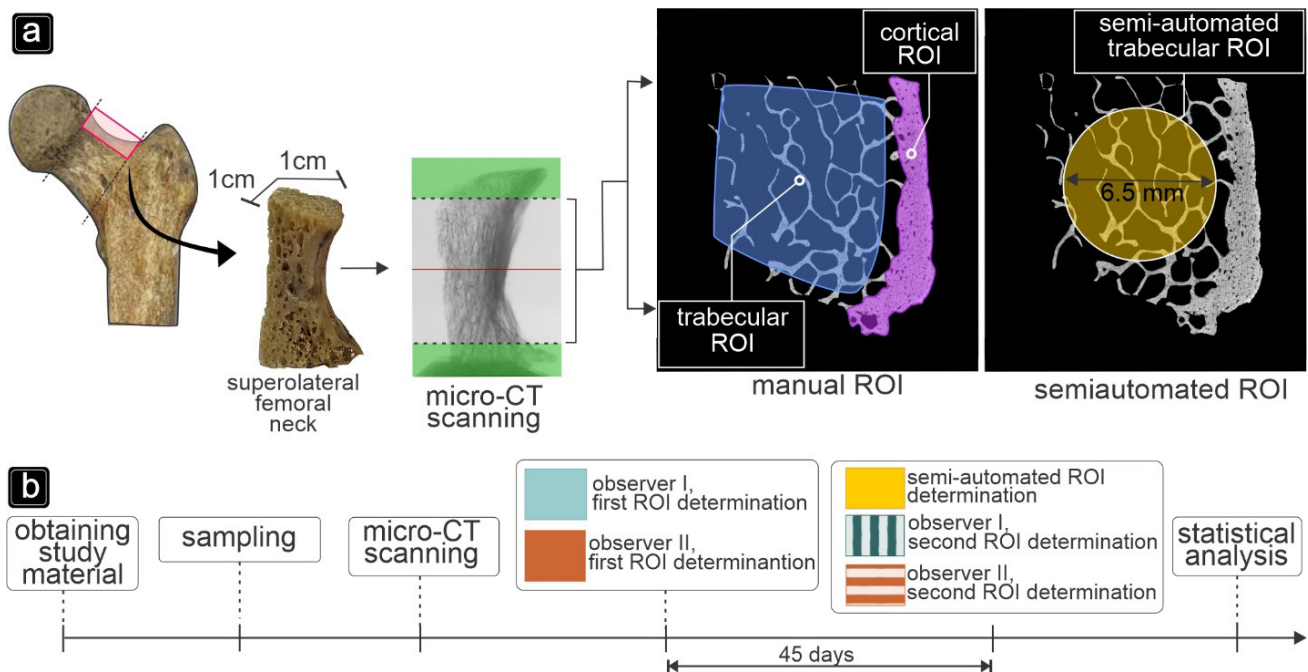 a
1cm
1cm
superolateral
femoral
neck
micro-CT
scanning
cortical
ROI
trabecular
ROI
manual ROI
semi-automated
trabecular ROI
6.5 mm
semiautomated ROI
b
obtaining
study
material
sampling
micro-CT
scanning
observer I,
first ROI determination
observer II,
first ROI determinantion
semi-automated ROI
determination
observer I,
second ROI determination
observer II,
second ROI determination
statistical
analysis
45 days